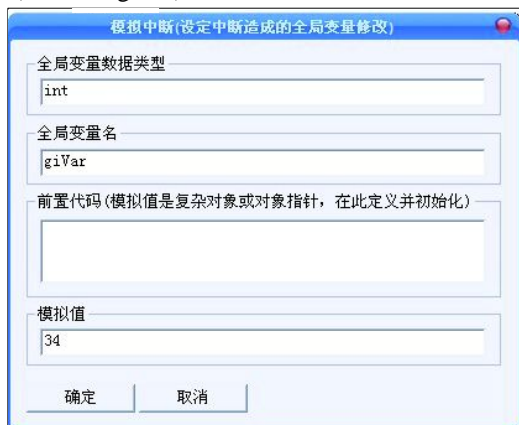 模拟中断(设定中断造成的全局变量修改)
全局变量数据类型
int
全局变量名
giVar
前置代码(模拟值是复杂对象或对象指针，在此定义并初始化)
模拟值
34
确定 取消